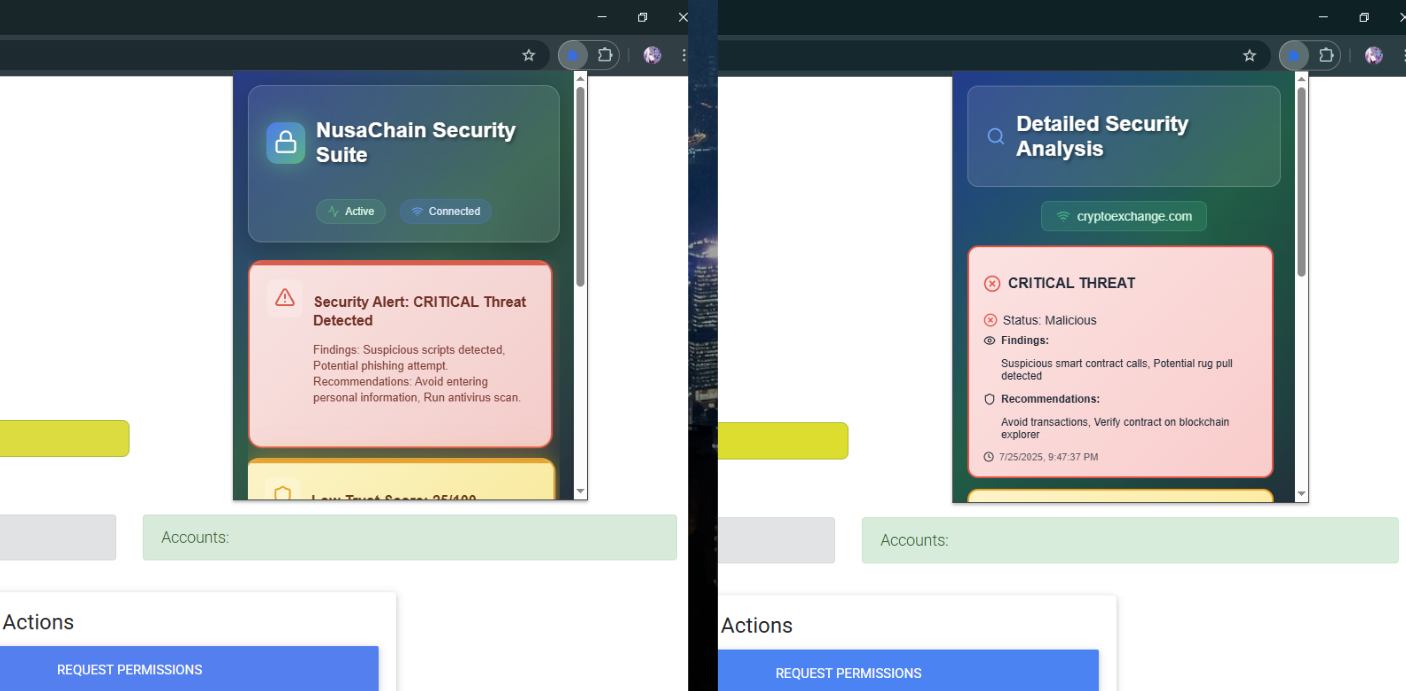 NusaChain Security
Suite
Active
Connected
Security Alert: CRITICAL Threat
Detected
Findings: Suspicious scripts detected,
Potential phishing attempt.
Recommendations: Avoid entering
personal information, Run antivirus scan.
Low Trust Score: 25/100
Accounts:
Actions
REQUEST PERMISSIONS
Detailed Security
Analysis
cryptoexchange.com
CRITICAL THREAT
Status: Malicious
Findings:
Suspicious smart contract calls, Potential rug pull
detected
Recommendations:
Avoid transactions, Verify contract on blockchain
explorer
7/25/2025, 9:47:37 PM
Accounts:
Actions
REQUEST PERMISSIONS